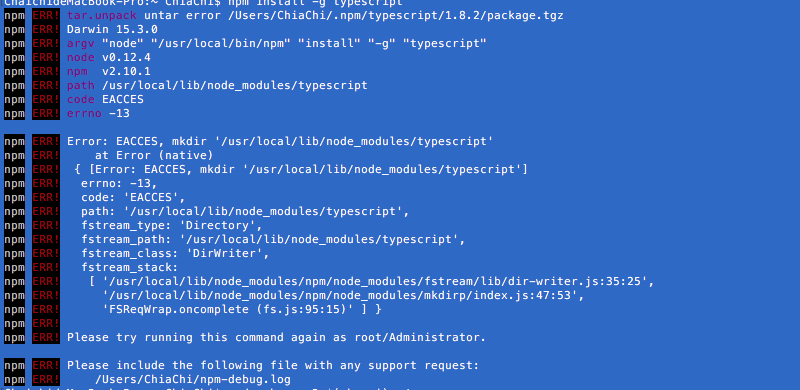 ChaichideMacBook-Pro:~ ChiaChi$ npm install -g typescript
npm ERR! tar.unpack untar error /Users/ChiaChi/.npm/typescript/1.8.2/package.tgz
npm ERR! Darwin 15.3.0
npm ERR! argv "node" "/usr/local/bin/npm" "install" "-g" "typescript"
npm ERR! node v0.12.4
npm ERR! npm  v2.10.1
npm ERR! path /usr/local/lib/node_modules/typescript
npm ERR! code EACCES
npm ERR! errno -13
npm ERR! Error: EACCES, mkdir '/usr/local/lib/node_modules/typescript'
npm ERR!     at Error (native)
npm ERR!  { [Error: EACCES, mkdir '/usr/local/lib/node_modules/typescript']
npm ERR!   errno: -13,
npm ERR!   code: 'EACCES',
npm ERR!   path: '/usr/local/lib/node_modules/typescript',
npm ERR!   fstream_type: 'Directory',
npm ERR!   fstream_path: '/usr/local/lib/node_modules/typescript',
npm ERR!   fstream_class: 'DirWriter',
npm ERR!   fstream_stack:
npm ERR!    [ '/usr/local/lib/node_modules/npm/node_modules/fstream/lib/dir-writer.js:35:25',
npm ERR!      '/usr/local/lib/node_modules/npm/node_modules/mkdirp/index.js:47:53',
npm ERR!      'FSReqWrap.oncomplete (fs.js:95:15)' ] }
npm ERR!
npm ERR! Please try running this command again as root/Administrator.
npm ERR! Please include the following file with any support request:
npm ERR!     /Users/ChiaChi/npm-debug.log